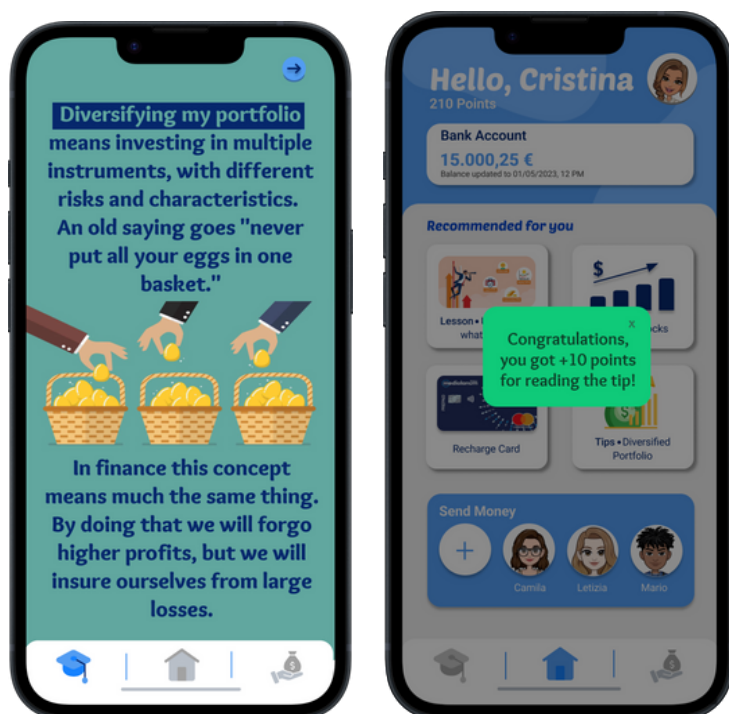 Diversifying my portfolio
means investing in multiple
instruments, with different
risks and characteristics.
An old saying goes "never
put all your eggs in one
basket."
In finance this concept
means much the same thing.
By doing that we will forgo
higher profits, but we will
insure ourselves from large
losses.
Hello, Cristina
210 Points
Bank Account
15.000,25 €
Balance updated to 01/05/2023, 12 PM
Recommended for you
Lesson •
what
$
cks
x
Congratulations,
you got +10 points
for reading the tip!
Recharge Card
$
Tips • Diversified
Portfolio
Send Money
+
Camila
Letizia
Mario